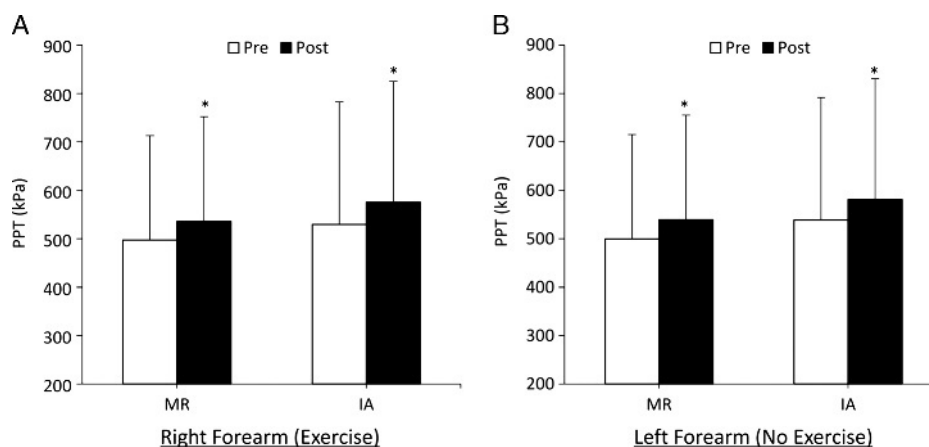 A
Pre Post
900
800
700
600
500
400
300
200
PPT (kPa)
*
*
MR IA
Right Forearm (Exercise)
B
Pre Post
900
800
700
600
500
400
300
200
PPT (kPa)
*
*
MR IA
Left Forearm (No Exercise)